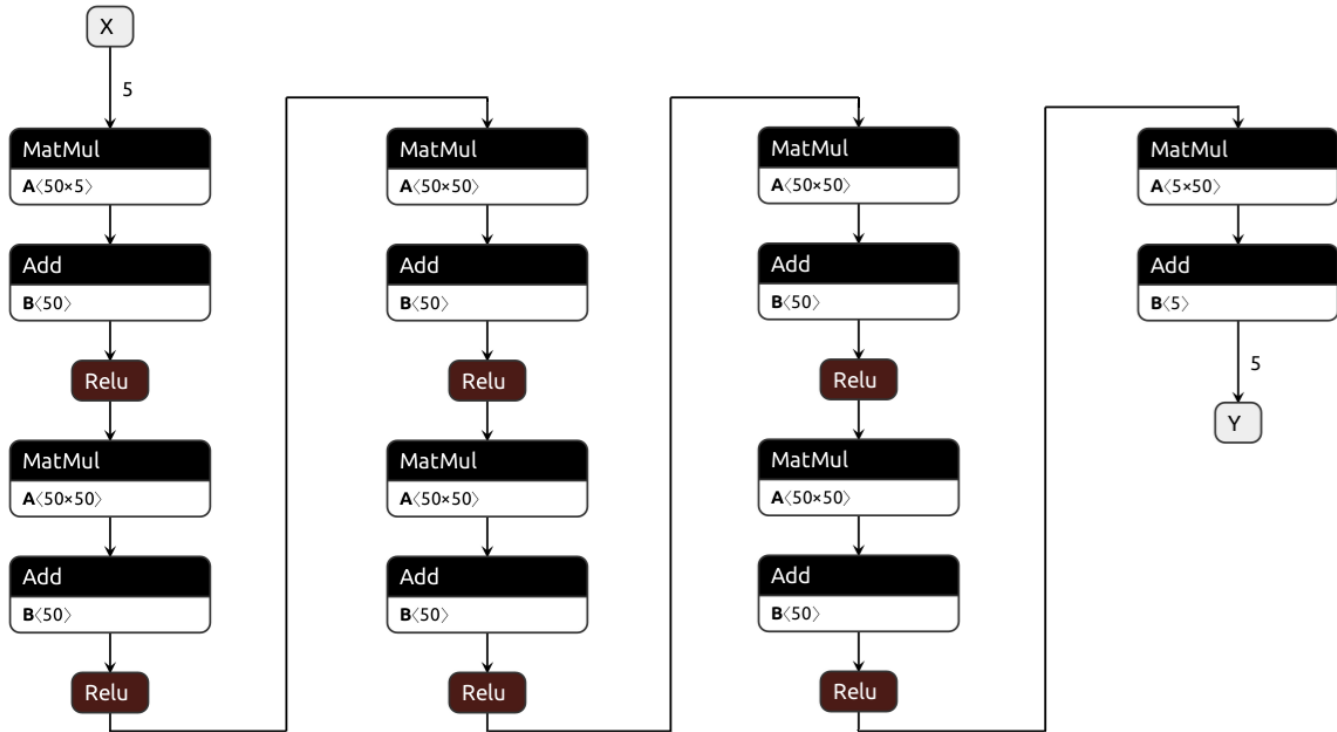 X
5
MatMul
A⟨50×5⟩
Add
B⟨50⟩
Relu
MatMul
A⟨50×50⟩
Add
B⟨50⟩
Relu
MatMul
A⟨50×50⟩
Add
B⟨50⟩
Relu
MatMul
A⟨50×50⟩
Add
B⟨50⟩
Relu
MatMul
A⟨50×50⟩
Add
B⟨50⟩
Relu
MatMul
A⟨50×50⟩
Add
B⟨50⟩
Relu
MatMul
A⟨5×50⟩
Add
B⟨5⟩
5
Y